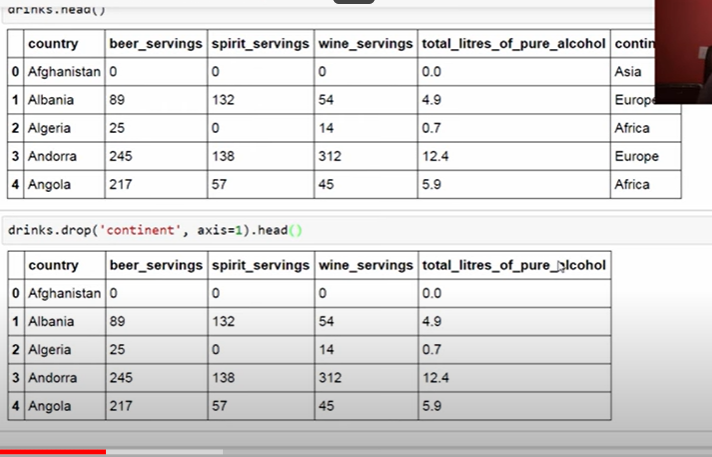 drinks.head()
country beer_servings spirit_servings wine_servings total_litres_of_pure_alcohol contin
0 Afghanistan 0 0 0 0.0 Asia
1 Albania 89 132 54 4.9 Europe
2 Algeria 25 0 14 0.7 Africa
3 Andorra 245 138 312 12.4 Europe
4 Angola 217 57 45 5.9 Africa
drinks.drop('continent', axis=1).head()
country beer_servings spirit_servings wine_servings total_litres_of_pure_alcohol
0 Afghanistan 0 0 0 0.0
1 Albania 89 132 54 4.9
2 Algeria 25 0 14 0.7
3 Andorra 245 138 312 12.4
4 Angola 217 57 45 5.9